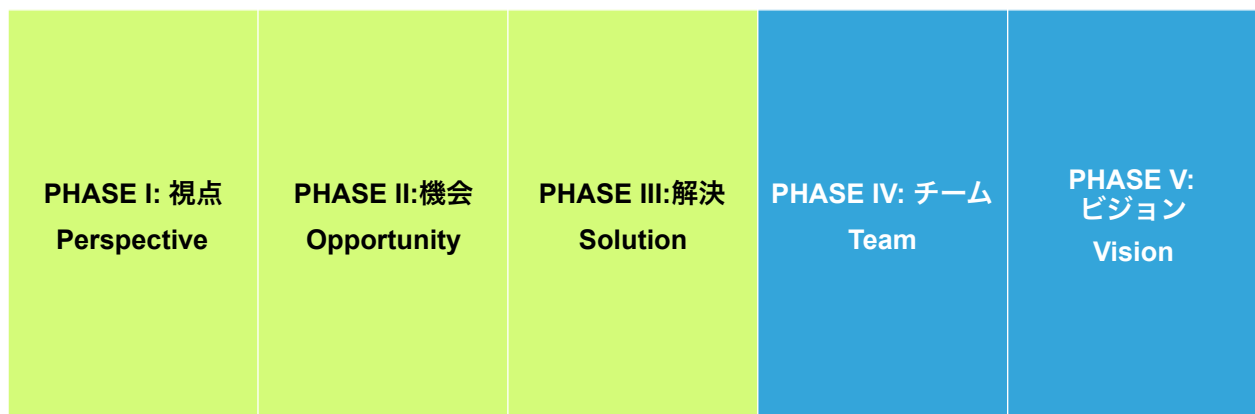 PHASE I: 視点
Perspective
PHASE II:機会
Opportunity
PHASE III:解決
Solution
PHASE IV: チーム
Team
PHASE V:
ビジョン
Vision